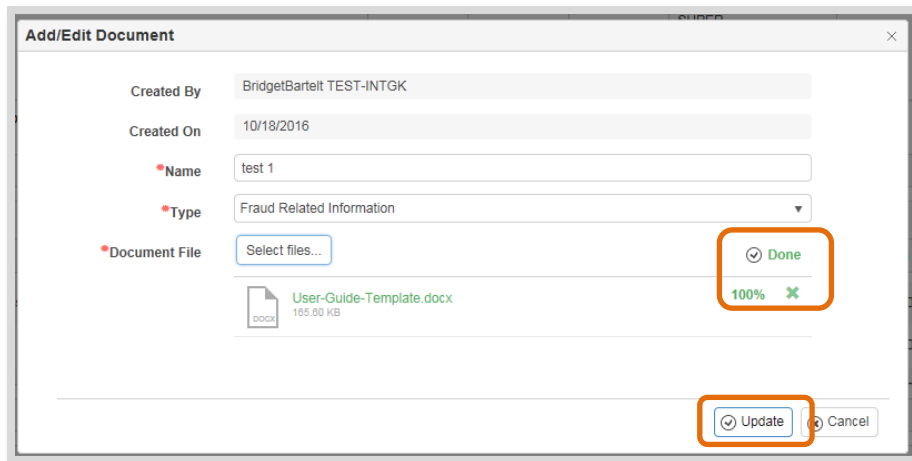 Add/Edit Document
Created By BridgetBartelt TEST-INTGK
Created On 10/18/2016
*Name test 1
*Type Fraud Related Information
*Document File Select files... Done
User-Guide-Template.docx 100%
DOCX 165.60 KB
Update Cancel